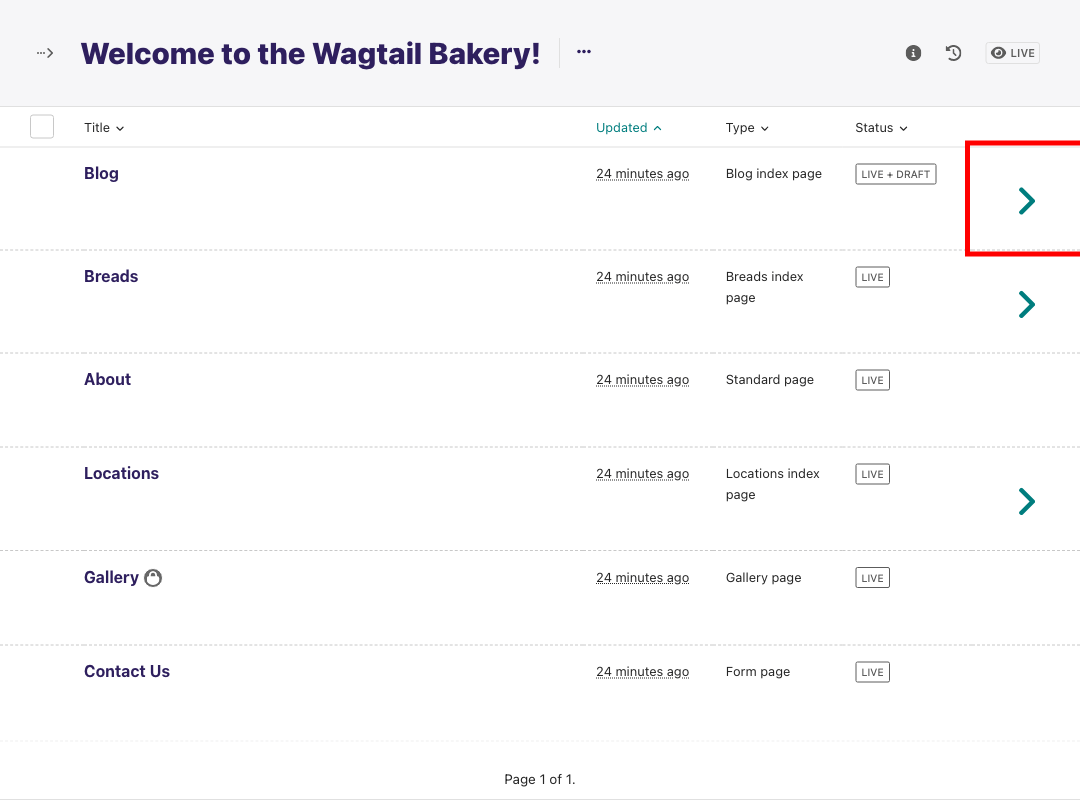 Welcome to the Wagtail Bakery!
LIVE
Title Updated Type Status
Blog 24 minutes ago Blog index page LIVE + DRAFT
Breads 24 minutes ago Breads index page LIVE
About 24 minutes ago Standard page LIVE
Locations 24 minutes ago Locations index page LIVE
Gallery 24 minutes ago Gallery page LIVE
Contact Us 24 minutes ago Form page LIVE
Page 1 of 1.